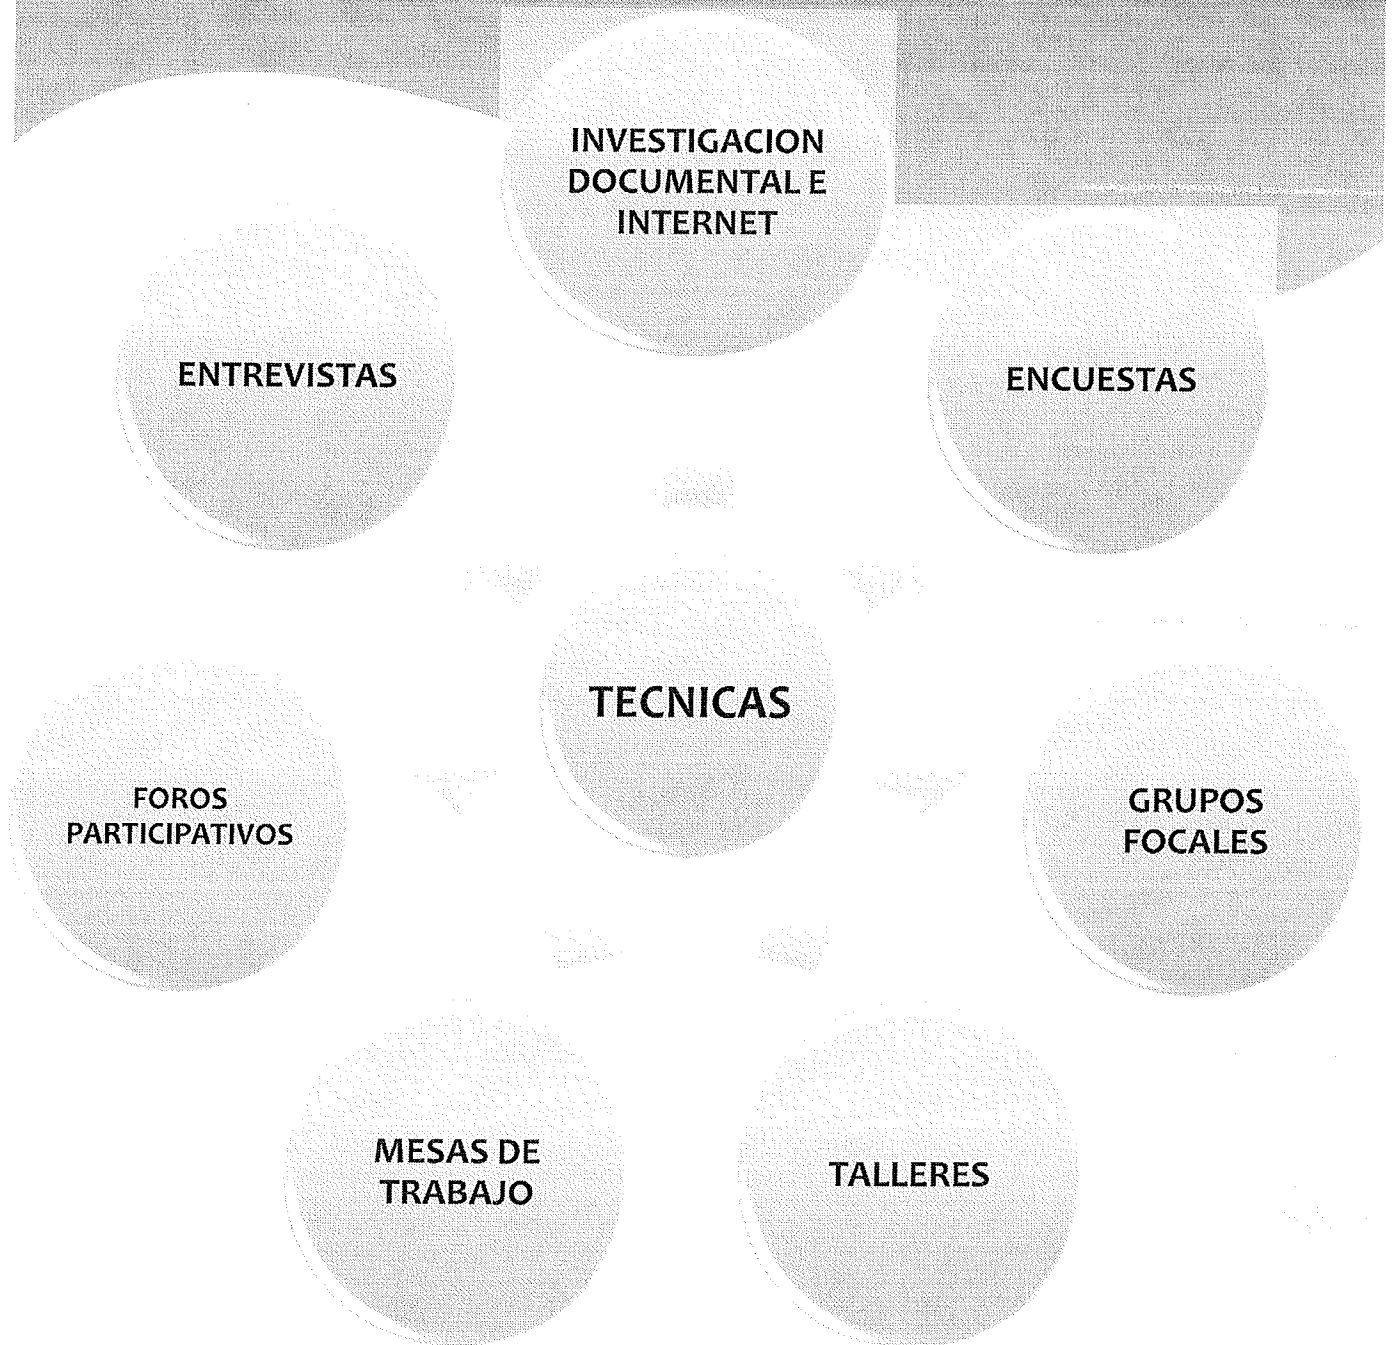 INVESTIGACION
DOCUMENTAL E
INTERNET
ENTREVISTAS
ENCUESTAS
TECNICAS
FOROS
PARTICIPATIVOS
GRUPOS
FOCALES
MESAS DE
TRABAJO
TALLERES